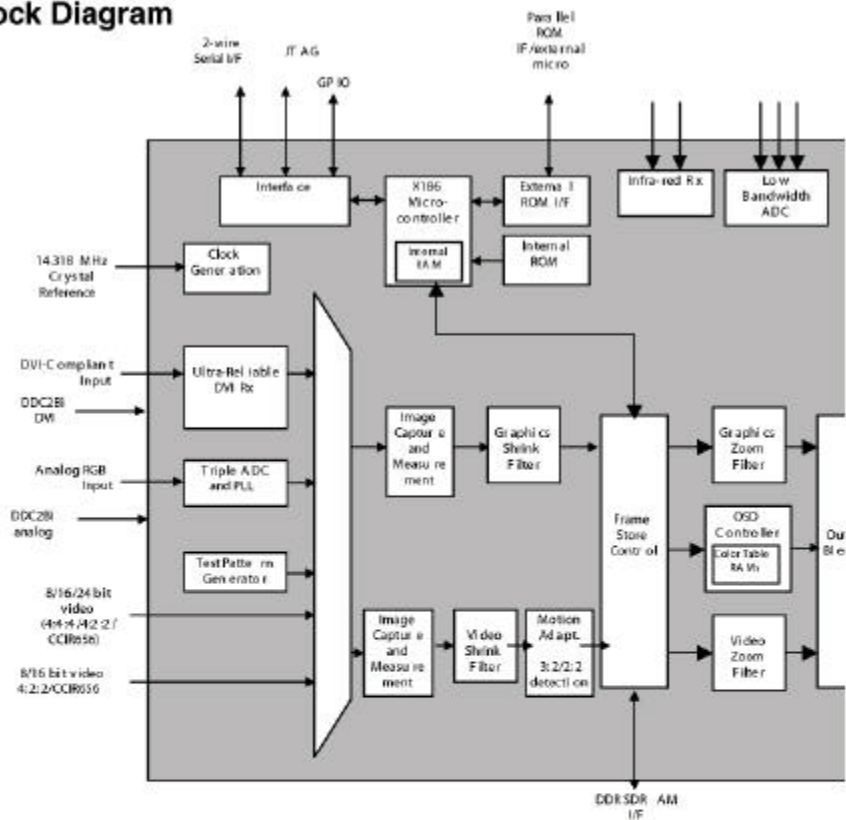 ock Diagram
2-wire
Serial I/F
JTAG
GPIO
Parallel
ROM
IF/external
micro
Interface
X186
Micro-
controller
Internal
RAM
External
ROM I/F
Internal
ROM
Infra-red Rx
Low
Bandwidth
ADC
14.318 MHz
Crystal
Reference
Clock
Generation
DVI-Compliant
Input
Ultra-Reliable
DVI Rx
DDC2Bi
DVI
Analog RGB
Input
Triple ADC
and PLL
DDC2Bi
analog
Test Pattern
Generator
8/16/24 bit
video
(4:4:4/4:2:2/
CCIR656)
8/16 bit video
4:2:2/CCIR656
Image
Capture
and
Measure
ment
Graphics
Shrink
Filter
Image
Capture
and
Measure
ment
Video
Shrink
Filter
Motion
Adapt.
3:2/2:2
detection
Frame
Store
Control
Graphics
Zoom
Filter
OSD
Controller
Color Table
RAMs
Video
Zoom
Filter
Out
Blo
DDR SDRAM
I/F